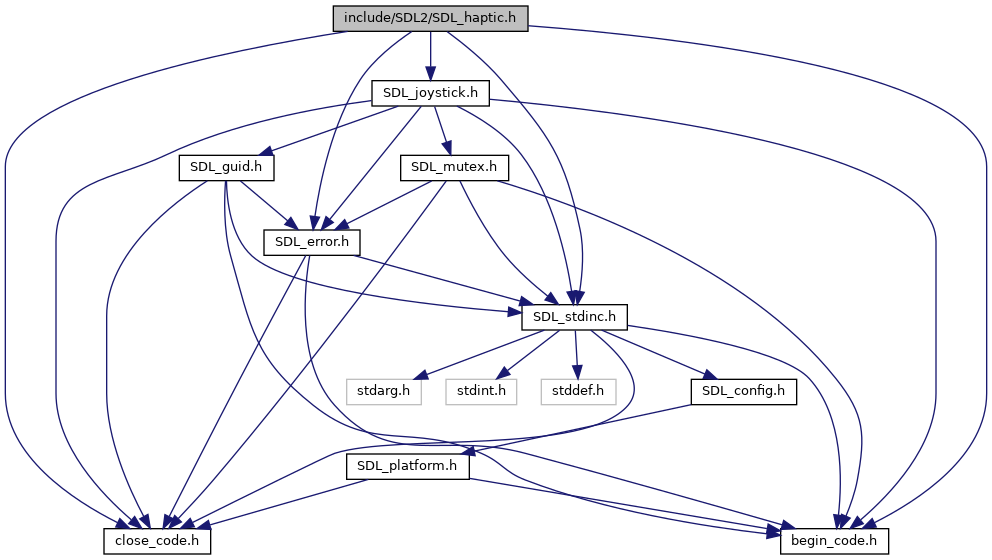 include/SDL2/SDL_haptic.h
SDL_joystick.h
SDL_guid.h
SDL_mutex.h
SDL_error.h
SDL_stdinc.h
stdarg.h
stdint.h
stddef.h
SDL_config.h
SDL_platform.h
close_code.h
begin_code.h